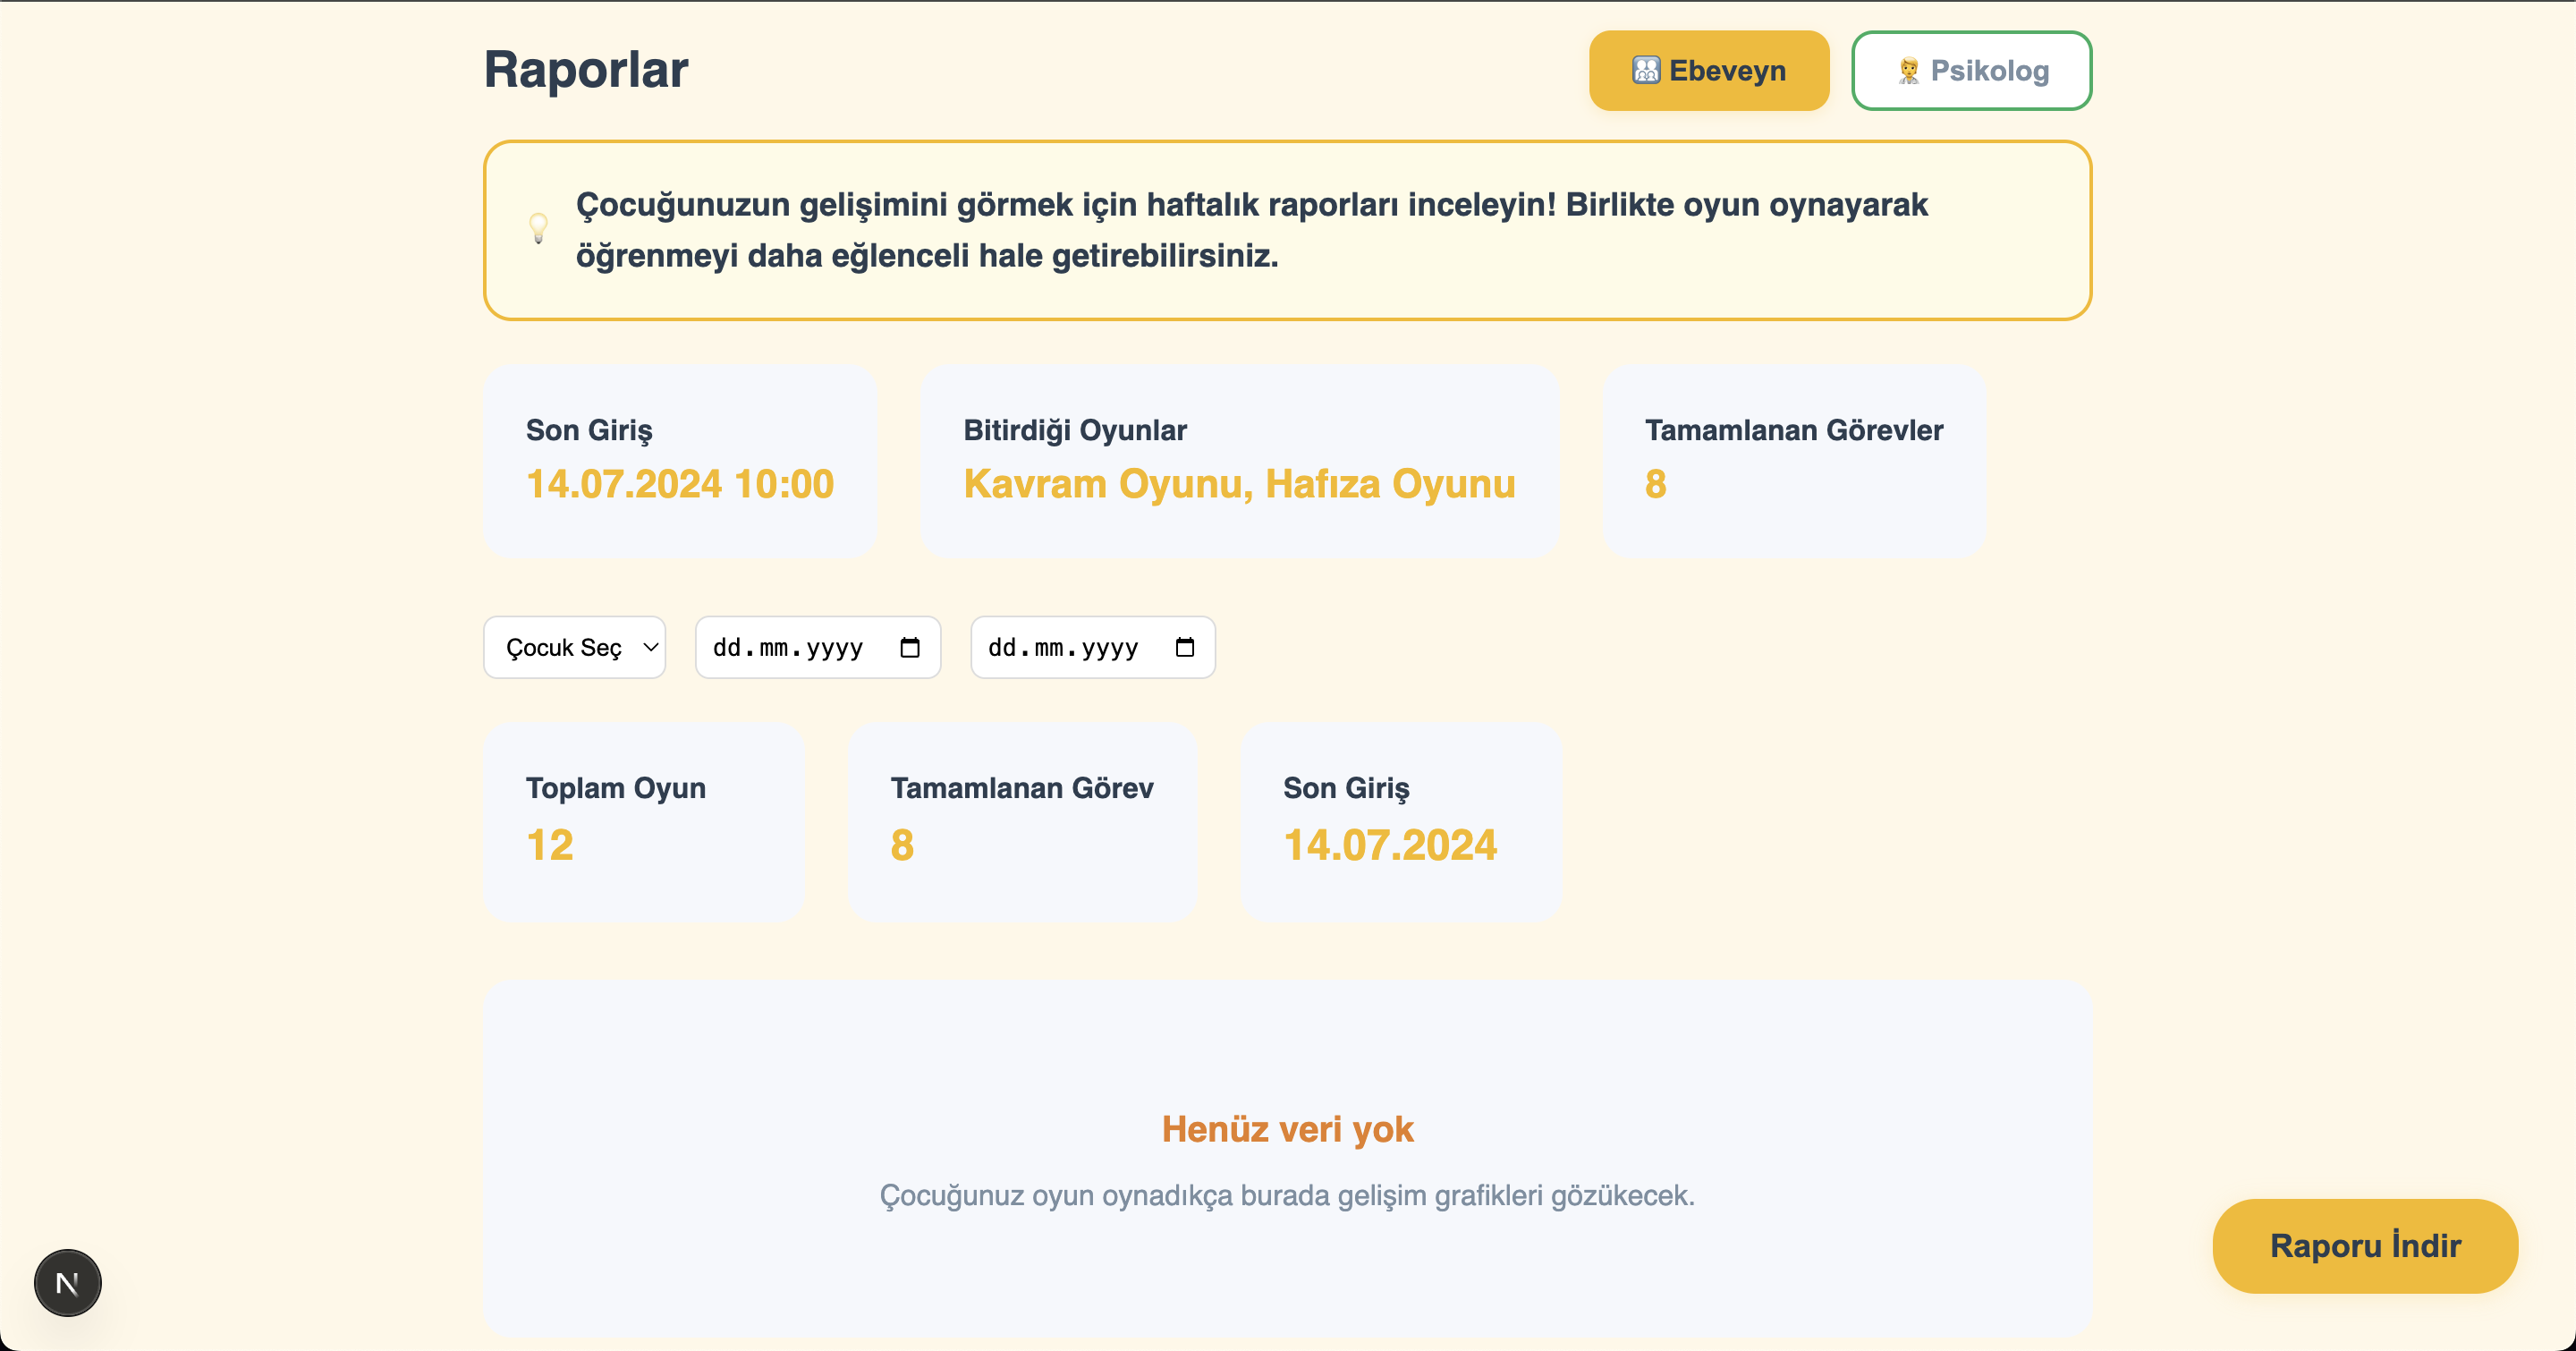 Raporlar
Ebeveyn
Psikolog
Çocuğunuzun gelişimini görmek için haftalık raporları inceleyin! Birlikte oyun oynayarak
öğrenmeyi daha eğlenceli hale getirebilirsiniz.
Son Giriş
14.07.2024 10:00
Bitirdiği Oyunlar
Kavram Oyunu, Hafıza Oyunu
Tamamlanan Görevler
8
Çocuk Seç
dd.mm.yyyy
dd.mm.yyyy
Toplam Oyun
12
Tamamlanan Görev
8
Son Giriş
14.07.2024
Henüz veri yok
Çocuğunuz oyun oynadıkça burada gelişim grafikleri gözükecek.
Raporu İndir
N